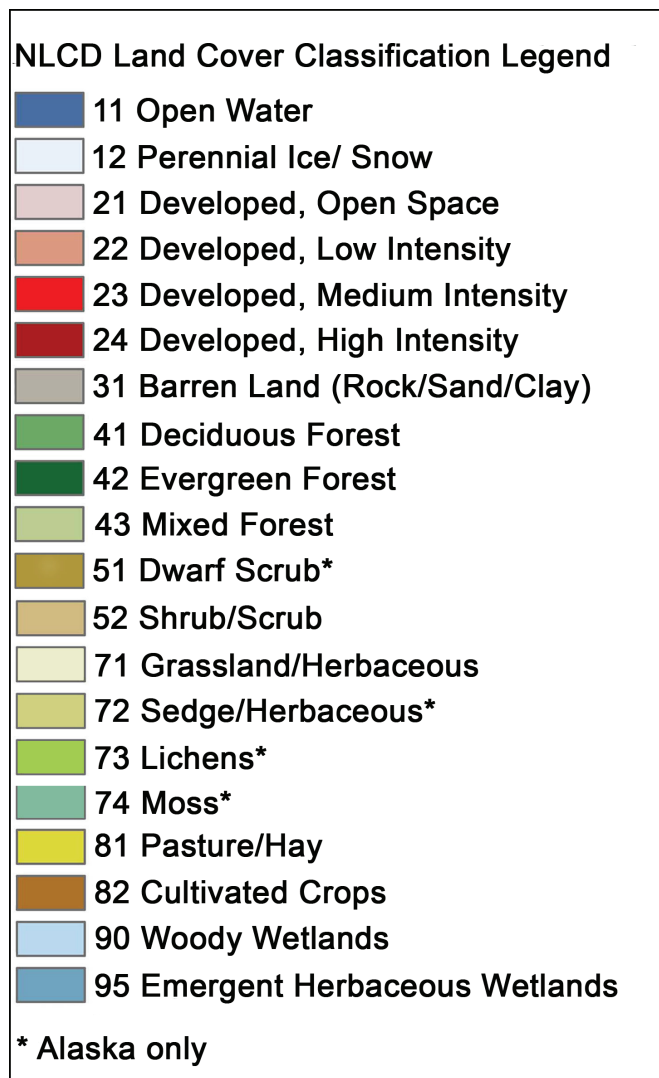 NLCD Land Cover Classification Legend
11 Open Water
12 Perennial Ice/ Snow
21 Developed, Open Space
22 Developed, Low Intensity
23 Developed, Medium Intensity
24 Developed, High Intensity
31 Barren Land (Rock/Sand/Clay)
41 Deciduous Forest
42 Evergreen Forest
43 Mixed Forest
51 Dwarf Scrub*
52 Shrub/Scrub
71 Grassland/Herbaceous
72 Sedge/Herbaceous*
73 Lichens*
74 Moss*
81 Pasture/Hay
82 Cultivated Crops
90 Woody Wetlands
95 Emergent Herbaceous Wetlands
* Alaska only